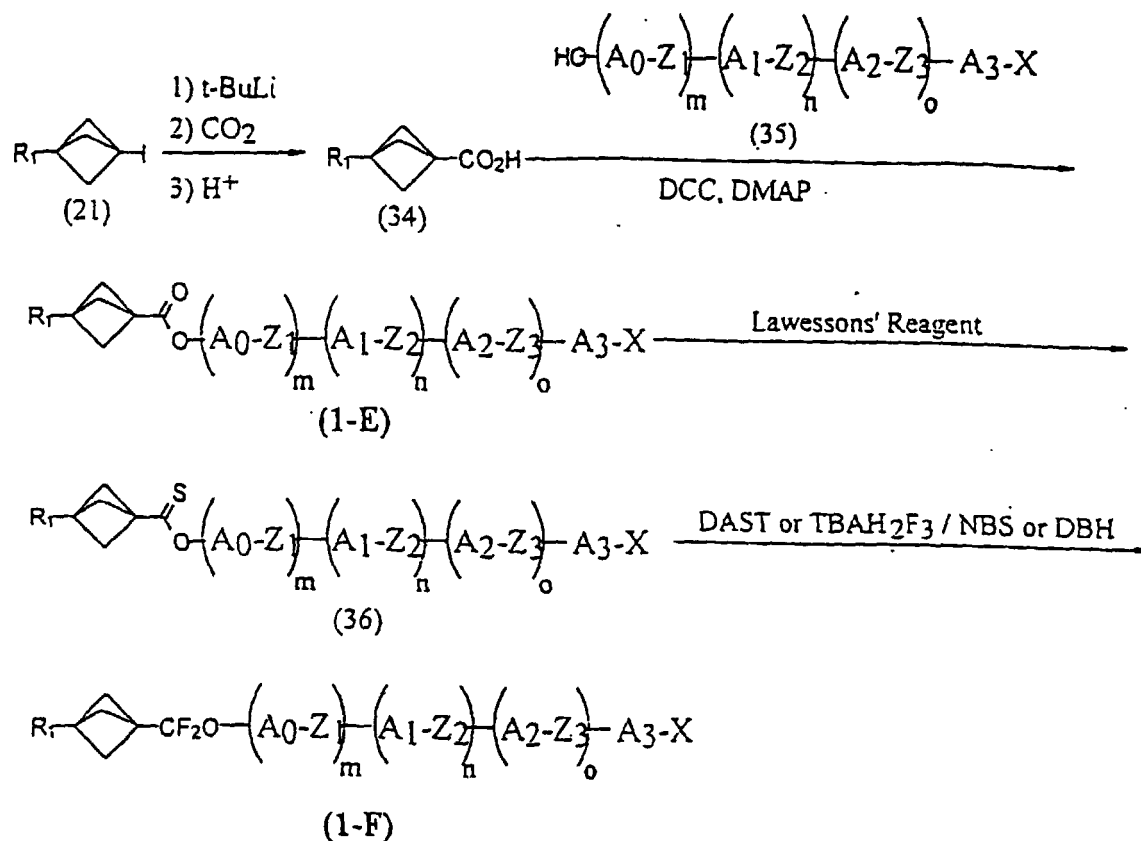 HO-(A0-Z1)m-(A1-Z2)n-(A2-Z3)o-A3-X
(35)
1) t-BuLi
2) CO2
3) H+
R1 I
(21)
R1 CO2H
(34)
DCC, DMAP
R1 O O-(A0-Z1)m-(A1-Z2)n-(A2-Z3)o-A3-X
(1-E)
Lawessons' Reagent
R1 S O-(A0-Z1)m-(A1-Z2)n-(A2-Z3)o-A3-X
(36)
DAST or TBAH2F3 / NBS or DBH
R1 CF2O-(A0-Z1)m-(A1-Z2)n-(A2-Z3)o-A3-X
(1-F)